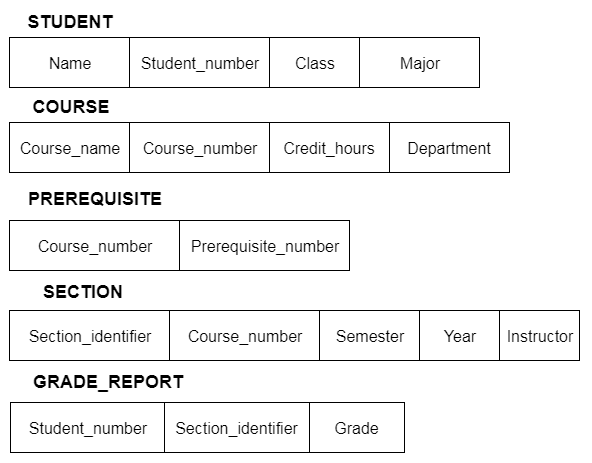 STUDENT
Name Student_number Class Major
COURSE
Course_name Course_number Credit_hours Department
PREREQUISITE
Course_number Prerequisite_number
SECTION
Section_identifier Course_number Semester Year Instructor
GRADE_REPORT
Student_number Section_identifier Grade